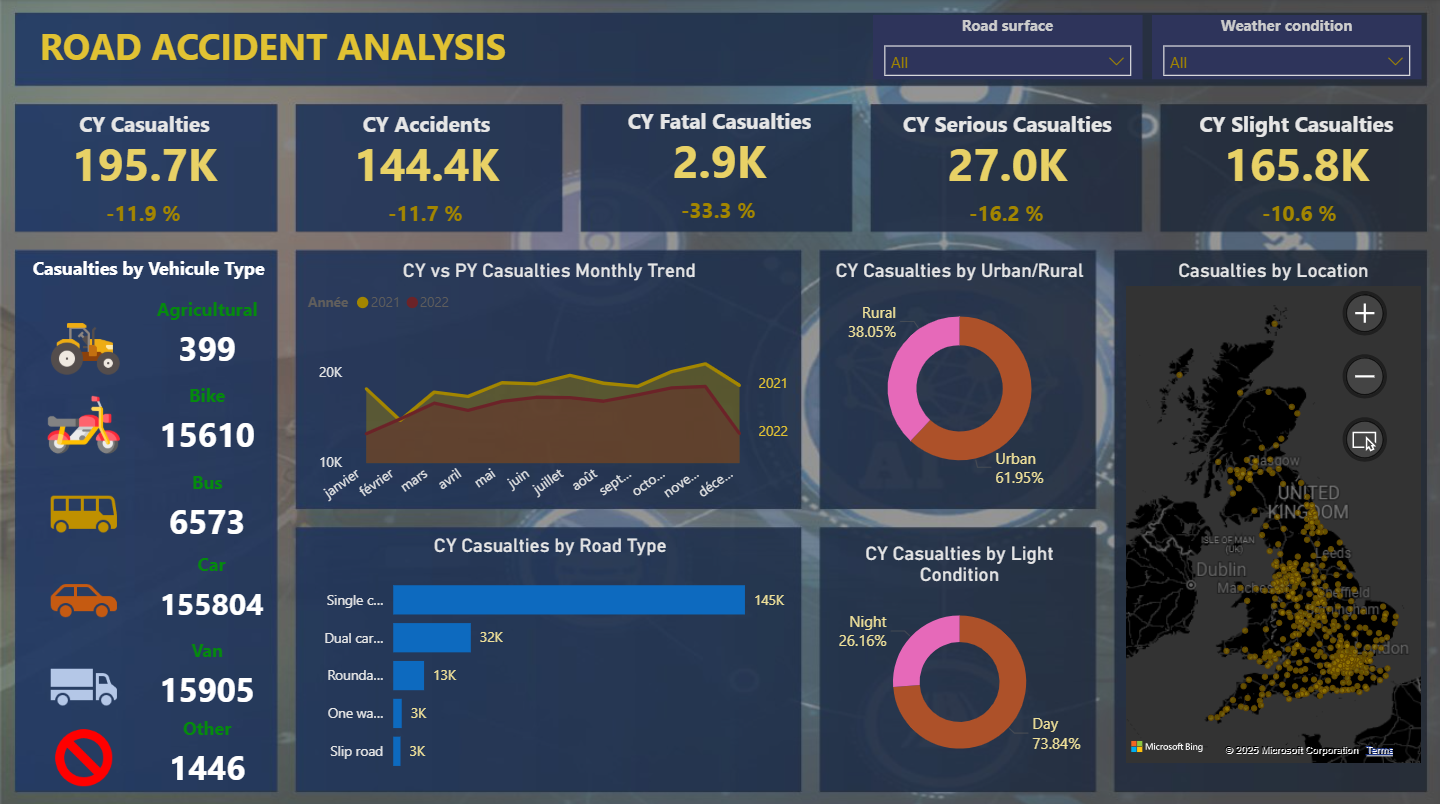 ROAD ACCIDENT ANALYSIS
Road surface
All
Weather condition
All
CY Casualties
195.7K
-11.9 %
CY Accidents
144.4K
-11.7 %
CY Fatal Casualties
2.9K
-33.3 %
CY Serious Casualties
27.0K
-16.2 %
CY Slight Casualties
165.8K
-10.6 %
Casualties by Vehicule Type
Agricultural
399
Bike
15610
Bus
6573
Car
155804
Van
15905
Other
1446
CY vs PY Casualties Monthly Trend
Année 2021 2022
20K
10K
2021
2022
janvier
février
mars
avril
mai
juin
juillet
août
sept...
octo...
nove...
déce...
CY Casualties by Road Type
Single c... 145K
Dual car... 32K
Rounda... 13K
One wa... 3K
Slip road 3K
CY Casualties by Urban/Rural
Rural
38.05%
Urban
61.95%
CY Casualties by Light
Condition
Night
26.16%
Day
73.84%
Casualties by Location
Glasgow
UNITED
KINGDOM
ISLE OF MAN
(UK)
Leeds
Dublin
Manches
effield
mingham
London
Microsoft Bing
© 2025 Microsoft Corporation Terms